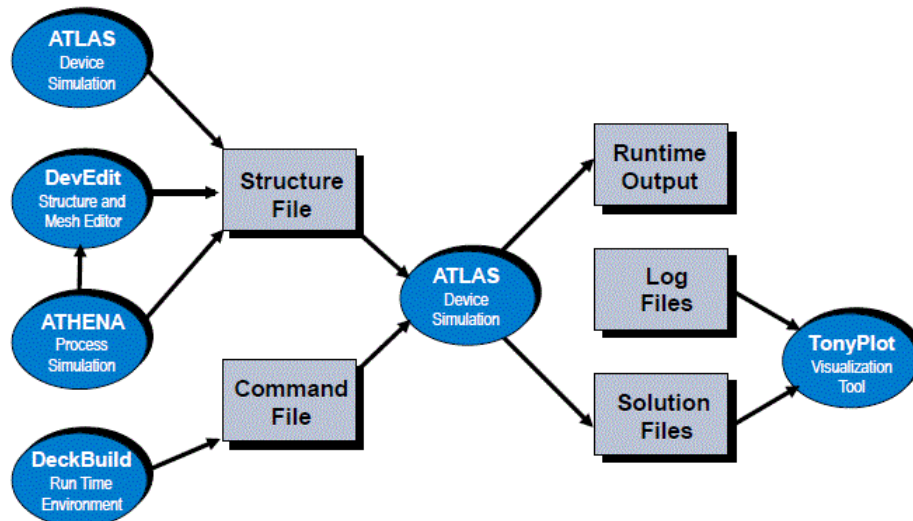 ATLAS
Device
Simulation
DevEdit
Structure and
Mesh Editor
ATHENA
Process
Simulation
DeckBuild
Run Time
Environment
Structure
File
Command
File
ATLAS
Device
Simulation
Runtime
Output
Log
Files
Solution
Files
TonyPlot
Visualization
Tool